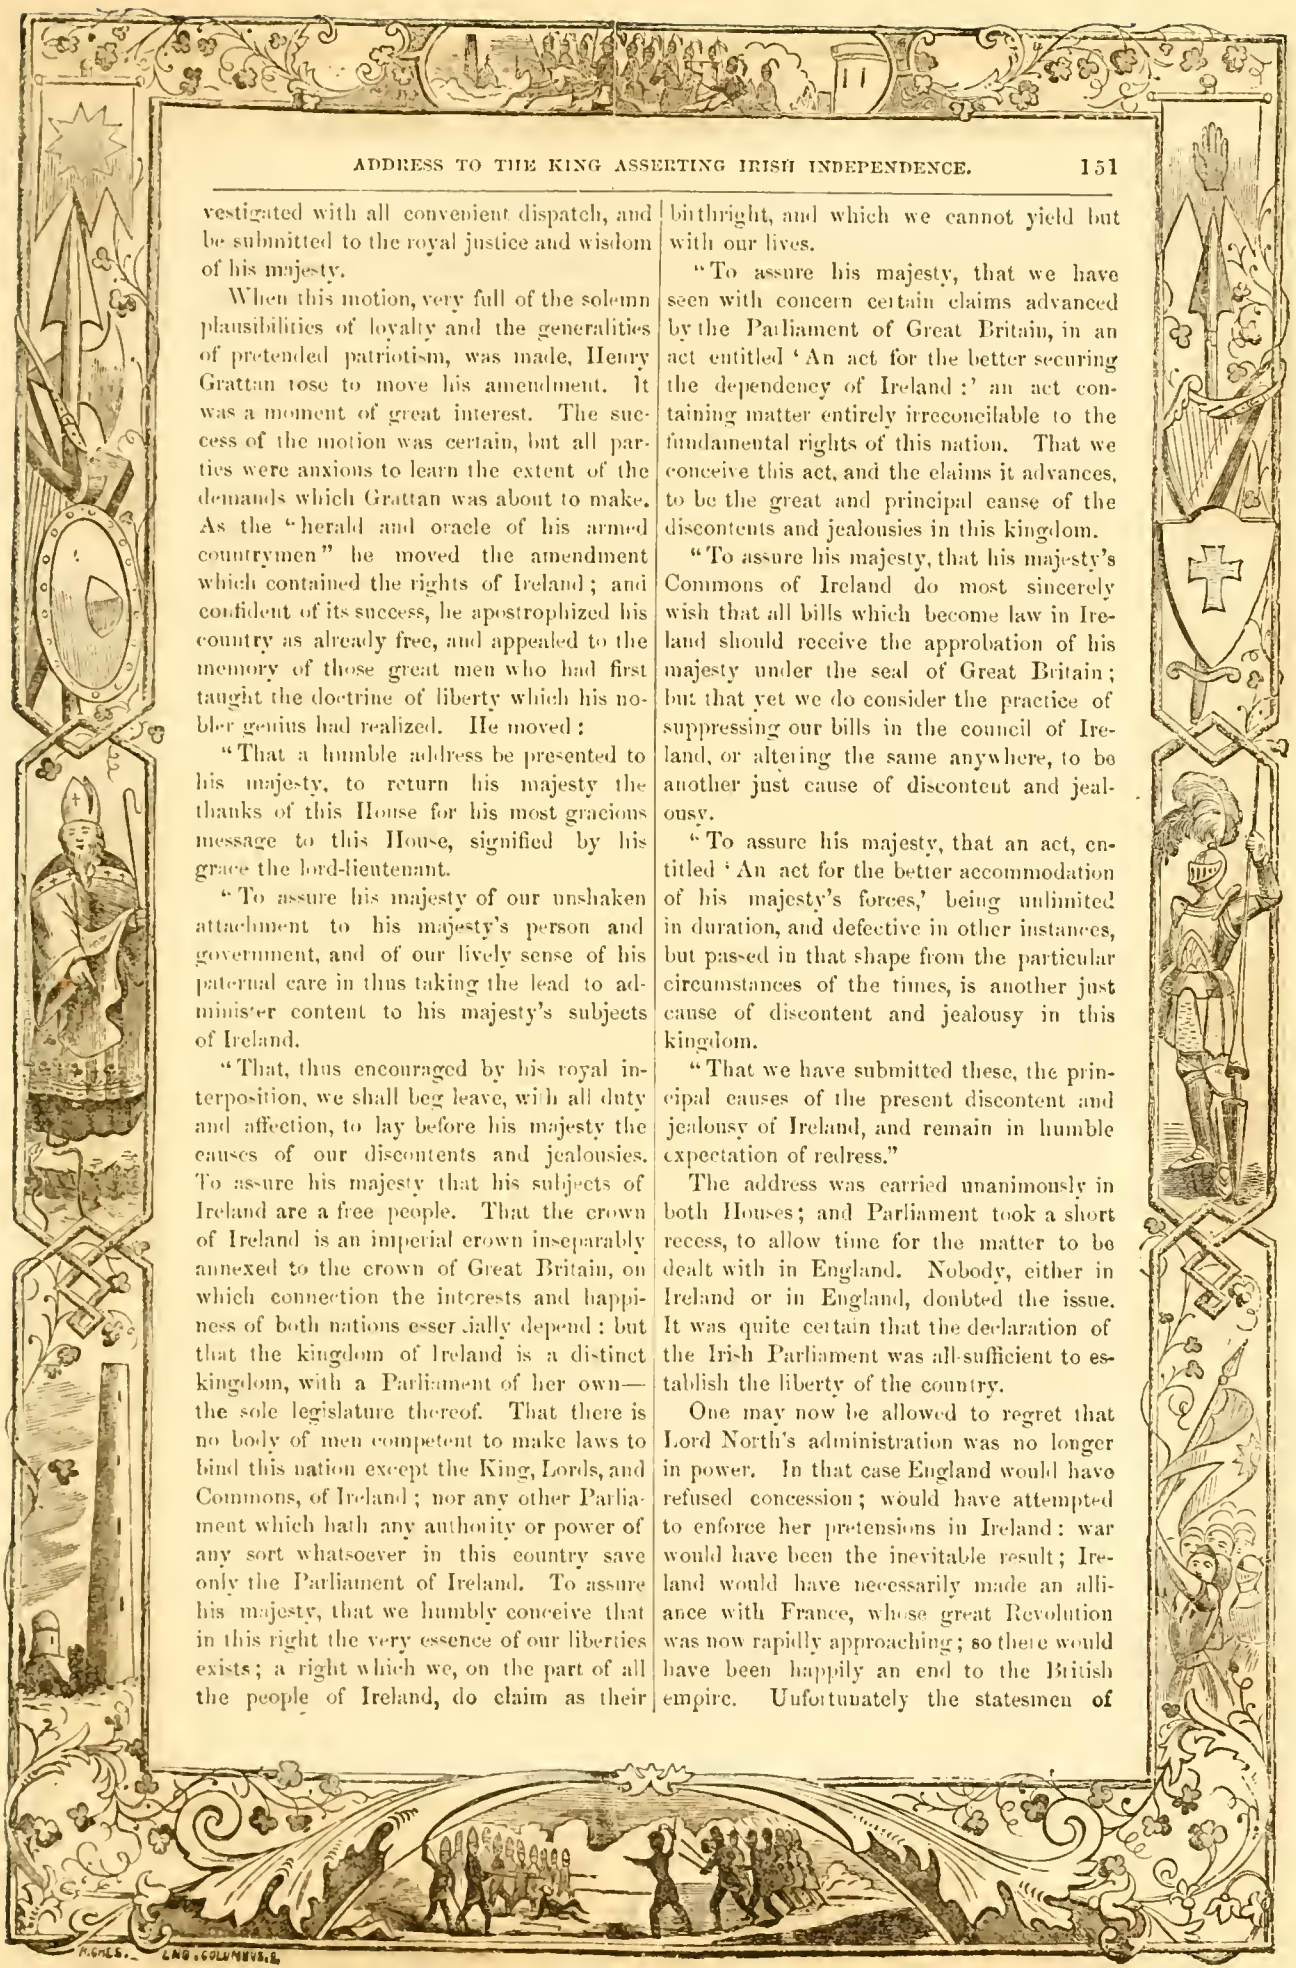 ADDRESS TO THE KING ASSERTING IRISH INDEPENDENCE. 151
vestigated with all convenient dispatch, and
be submitted to the royal justice and wisdom
of his majesty.
When this motion, very full of the solemn
plausibilities of loyalty and the generalities
of pretended patriotism, was made, Henry
Grattan rose to move his amendment. It
was a moment of great interest. The suc-
cess of the motion was certain, but all par-
ties were anxious to learn the extent of the
demands which Grattan was about to make.
As the "herald and oracle of his armed
countrymen" he moved the amendment
which contained the rights of Ireland; and
confident of its success, he apostrophized his
country as already free, and appealed to the
memory of those great men who had first
taught the doctrine of liberty which his no-
bler genius had realized. He moved:
"That a humble address be presented to
his majesty, to return his majesty the
thanks of this House for his most gracious
message to this House, signified by his
grace the lord-lieutenant.
"To assure his majesty of our unshaken
attachment to his majesty's person and
government, and of our lively sense of his
paternal care in thus taking the lead to ad-
minister content to his majesty's subjects
of Ireland.
"That, thus encouraged by his royal in-
terposition, we shall beg leave, with all duty
and affection, to lay before his majesty the
causes of our discontents and jealousies.
To assure his majesty that his subjects of
Ireland are a free people. That the crown
of Ireland is an imperial crown inseparably
annexed to the crown of Great Britain, on
which connection the interests and happi-
ness of both nations essentially depend: but
that the kingdom of Ireland is a distinct
kingdom, with a Parliament of her own—
the sole legislature thereof. That there is
no body of men competent to make laws to
bind this nation except the King, Lords, and
Commons, of Ireland; nor any other Parlia-
ment which hath any authority or power of
any sort whatsoever in this country save
only the Parliament of Ireland. To assure
his majesty, that we humbly conceive that
in this right the very essence of our liberties
exists; a right which we, on the part of all
the people of Ireland, do claim as their
birthright, and which we cannot yield but
with our lives.
"To assure his majesty, that we have
seen with concern certain claims advanced
by the Parliament of Great Britain, in an
act entitled 'An act for the better securing
the dependency of Ireland:' an act con-
taining matter entirely irreconcilable to the
fundamental rights of this nation. That we
conceive this act, and the claims it advances,
to be the great and principal cause of the
discontents and jealousies in this kingdom.
"To assure his majesty, that his majesty's
Commons of Ireland do most sincerely
wish that all bills which become law in Ire-
land should receive the approbation of his
majesty under the seal of Great Britain;
but that yet we do consider the practice of
suppressing our bills in the council of Ire-
land, or altering the same anywhere, to be
another just cause of discontent and jeal-
ousy.
"To assure his majesty, that an act, en-
titled 'An act for the better accommodation
of his majesty's forces,' being unlimited
in duration, and defective in other instances,
but passed in that shape from the particular
circumstances of the times, is another just
cause of discontent and jealousy in this
kingdom.
"That we have submitted these, the prin-
cipal causes of the present discontent and
jealousy of Ireland, and remain in humble
expectation of redress."
The address was carried unanimously in
both Houses; and Parliament took a short
recess, to allow time for the matter to be
dealt with in England. Nobody, either in
Ireland or in England, doubted the issue.
It was quite certain that the declaration of
the Irish Parliament was all-sufficient to es-
tablish the liberty of the country.
One may now be allowed to regret that
Lord North's administration was no longer
in power. In that case England would have
refused concession; would have attempted
to enforce her pretensions in Ireland: war
would have been the inevitable result; Ire-
land would have necessarily made an alli-
ance with France, whose great Revolution
was now rapidly approaching; so there would
have been happily an end to the British
empire. Unfortunately the statesmen of
ENG. COLUMBUS.